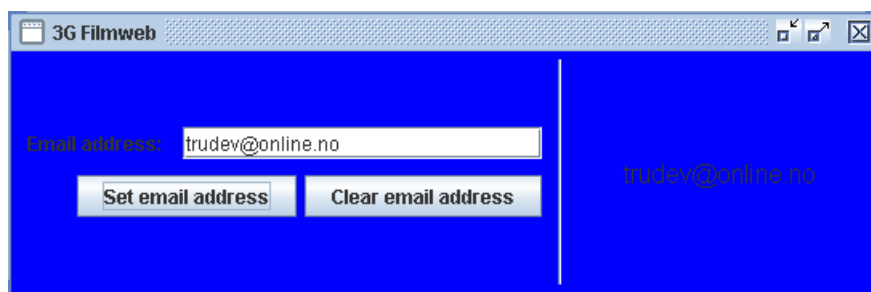 3G Filmweb
Email address: trudev@online.no
Set email address Clear email address
trudev@online.no